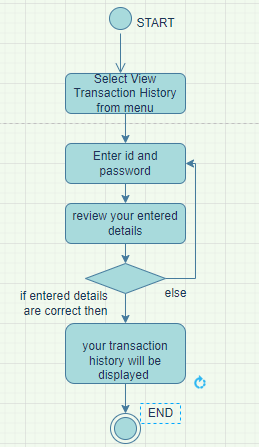 START
Select View
Transaction History
from menu
Enter id and
password
review your entered
details
if entered details
are correct then
else
your transaction
history will be
displayed
END